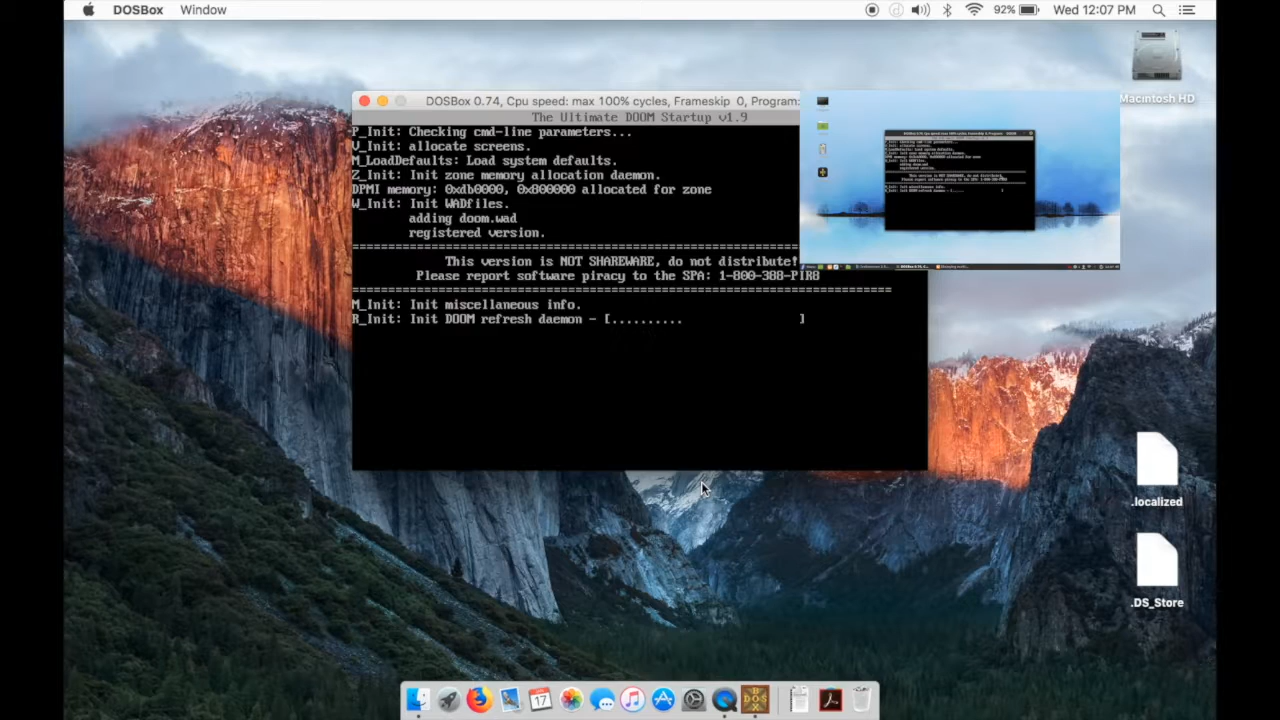 DOSBox Window 92% Wed 12:07 PM
Macintosh HD
DOSBox 0.74, Cpu speed: max 100% cycles, Frameskip 0, Program:
The Ultimate DOOM Startup v1.9
P_Init: Checking cmd-line parameters...
V_Init: allocate screens.
M_LoadDefaults: Load system defaults.
Z_Init: Init zone memory allocation daemon.
DPMI memory: 0xdb0000, 0x800000 allocated for zone
W_Init: Init WADfiles.
adding doom.wad
registered version.
===========================================================================
This version is NOT SHAREWARE, do not distribute!
Please report software piracy to the SPA: 1-800-388-PIR8
===========================================================================
M_Init: Init miscellaneous info.
R_Init: Init DOOM refresh daemon - [.......... ]
.localized
.DS_Store
17
DOS
BOX